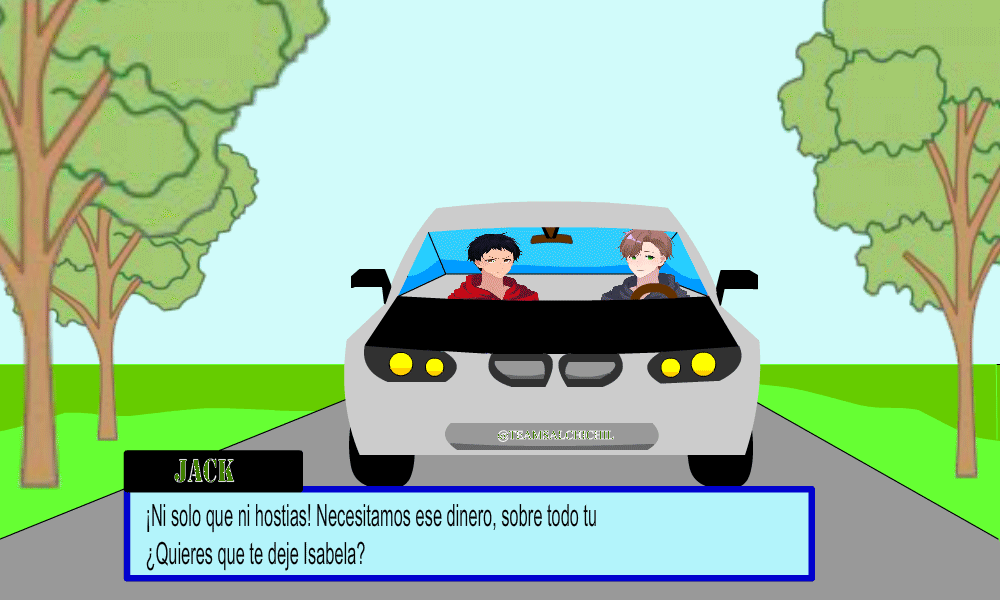 JACK
¡Ni solo que ni hostias! Necesitamos ese dinero, sobre todo tu
¿Quieres que te deje Isabela?